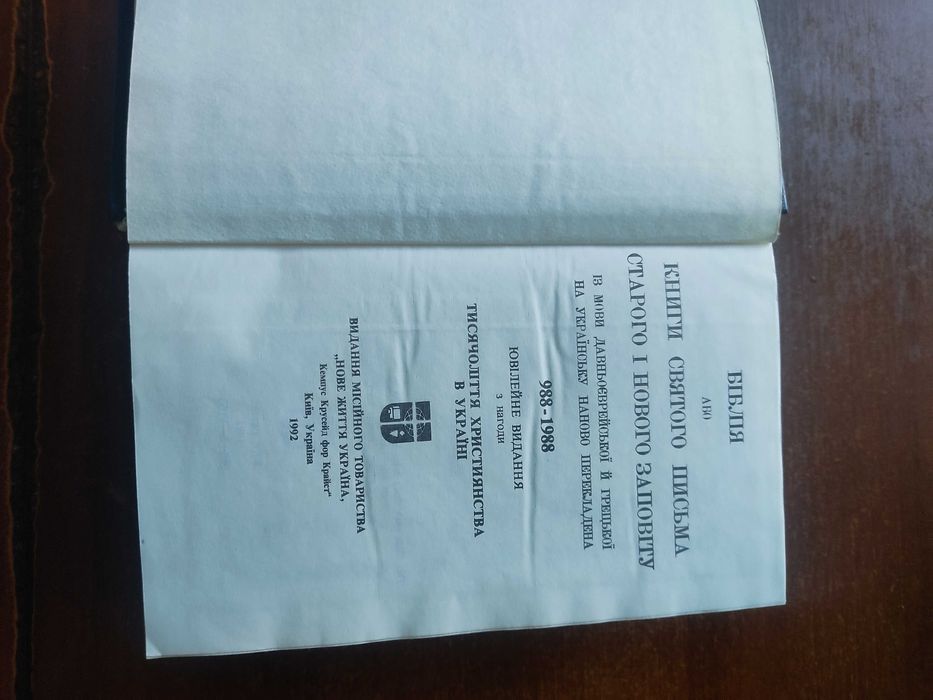 БІБЛІЯ
АБО
КНИГИ СВЯТОГО ПИСЬМА
СТАРОГО І НОВОГО ЗАПОВІТУ
ІЗ МОВИ ДАВНЬОЄВРЕЙСЬКОЇ Й ГРЕЦЬКОЇ
НА УКРАЇНСЬКУ НАНОВО ПЕРЕКЛАДЕНА
988-1988
ЮВІЛЕЙНЕ ВИДАННЯ
з нагоди
ТИСЯЧОЛІТТЯ ХРИСТИЯНСТВА
В УКРАЇНІ
ВИДАННЯ МІСІЙНОГО ТОВАРИСТВА
„НОВЕ ЖИТТЯ УКРАЇНА,
Кемпус Крусейд фор Крайст“
Київ, Україна
1992